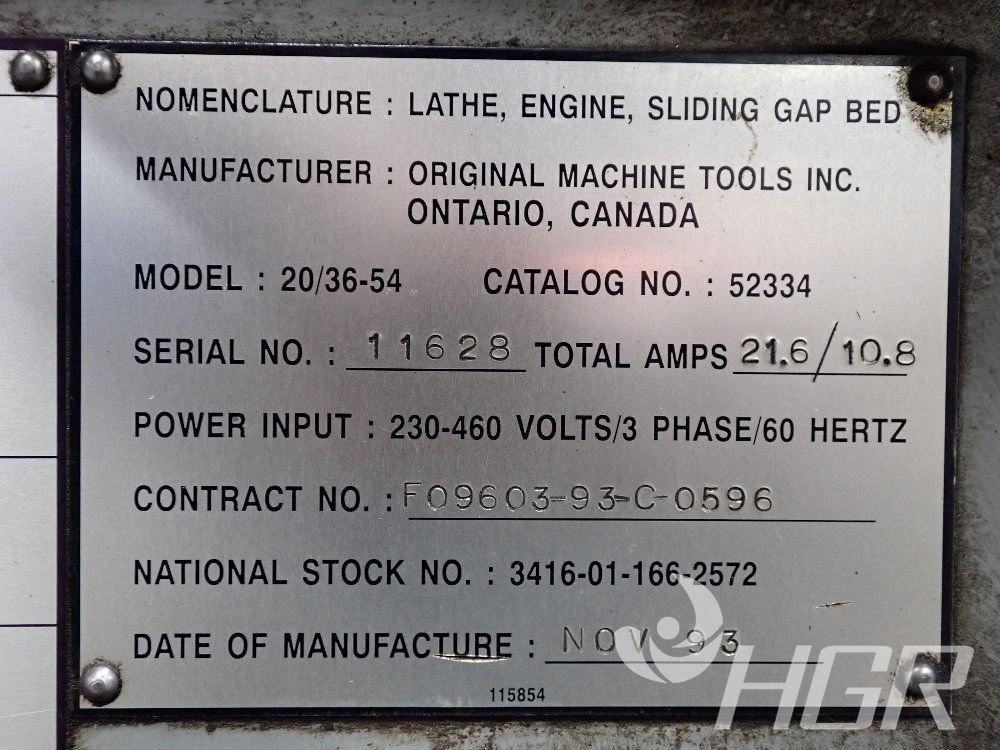 NOMENCLATURE : LATHE, ENGINE, SLIDING GAP BED
MANUFACTURER : ORIGINAL MACHINE TOOLS INC.
ONTARIO, CANADA
MODEL : 20/36-54 CATALOG NO. : 52334
SERIAL NO. : 11628 TOTAL AMPS 21.6/10.8
POWER INPUT : 230-460 VOLTS/3 PHASE/60 HERTZ
CONTRACT NO. : F09603-93-C-0596
NATIONAL STOCK NO. : 3416-01-166-2572
DATE OF MANUFACTURE : NOV 93
115854
HGR